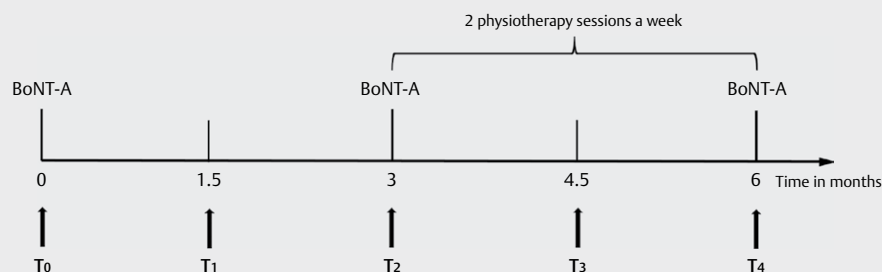 2 physiotherapy sessions a week
BoNT-A BoNT-A BoNT-A
0 1.5 3 4.5 6 Time in months
T0 T1 T2 T3 T4